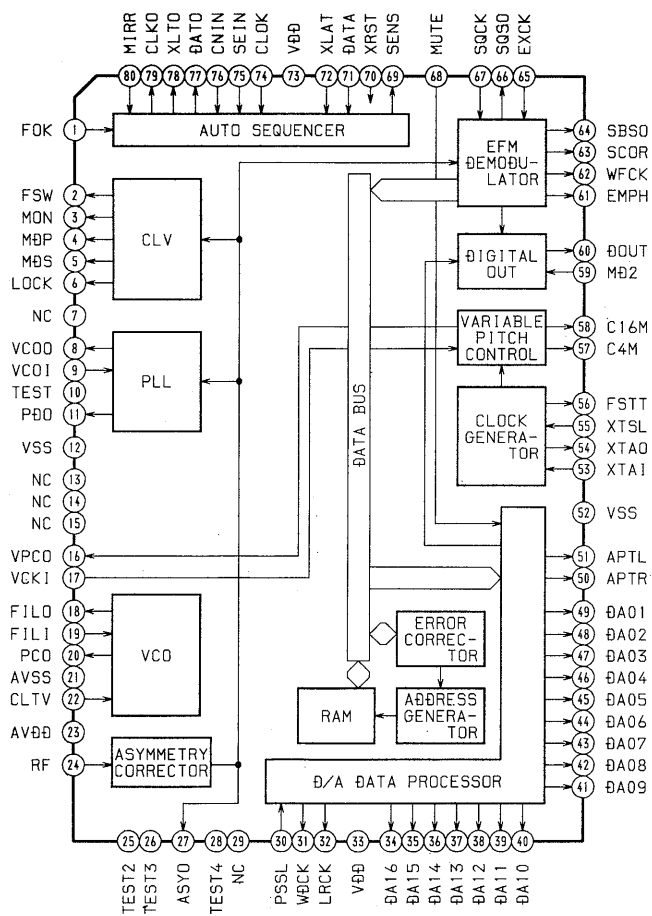 MIRR
CLKO
XLTO
DATO
CNIN
SEIN
CLOK
VDD
XLAT
DATA
XRST
SENS
MUTE
SQCK
SQSO
EXCK
80
79
78
77
76
75
74
73
72
71
70
69
68
67
66
65
FOK
1
AUTO SEQUENCER
EFM
DEMODU-
LATOR
64
SBSO
63
SCOR
62
WFCK
61
EMPH
FSW
2
MON
3
MDP
4
MDS
5
LOCK
6
CLV
DIGITAL
OUT
60
DOUT
59
MD2
NC
7
VCOO
8
VCOI
9
TEST
10
PDO
11
PLL
DATA BUS
VARIABLE
PITCH
CONTROL
58
C16M
57
C4M
CLOCK
GENERA-
TOR
56
FSTT
55
XTSL
54
XTAO
53
XTAI
VSS
12
NC
13
NC
14
NC
15
52
VSS
VPCO
16
VCKI
17
51
APTL
50
APTR
FILO
18
FILI
19
PCO
20
AVSS
21
CLTV
22
VCO
ERROR
CORREC-
TOR
RAM
ADDRESS
GENERA-
TOR
49
DA01
48
DA02
47
DA03
46
DA04
45
DA05
44
DA06
43
DA07
42
DA08
41
DA09
AVDD
23
RF
24
ASYMMETRY
CORRECTOR
D/A DATA PROCESSOR
25
26
27
28
29
30
31
32
33
34
35
36
37
38
39
40
TEST2
TEST3
ASYO
TEST4
NC
PSSL
WDCK
LRCK
VDD
DA16
DA15
DA14
DA13
DA12
DA11
DA10